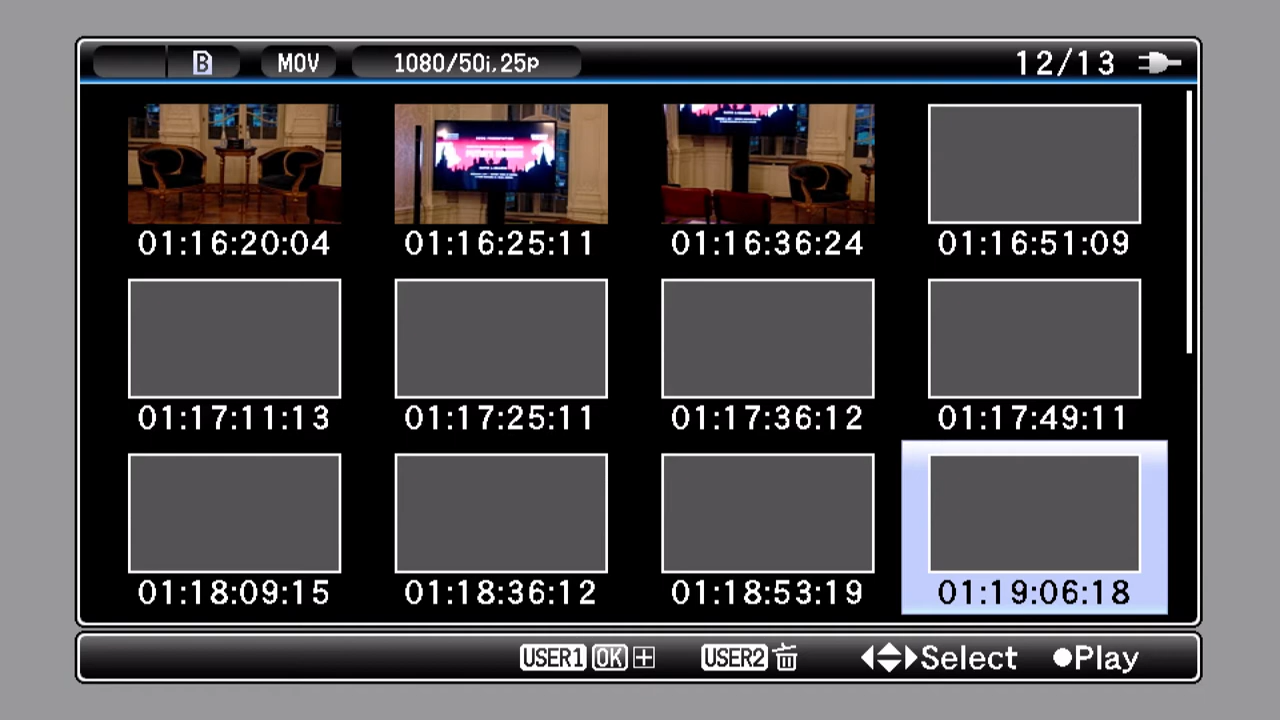 B MOV 1080/50i.25p 12/13
01:16:20:04 01:16:25:11 01:16:36:24 01:16:51:09
01:17:11:13 01:17:25:11 01:17:36:12 01:17:49:11
01:18:09:15 01:18:36:12 01:18:53:19 01:19:06:18
USER1 OK USER2 Select Play